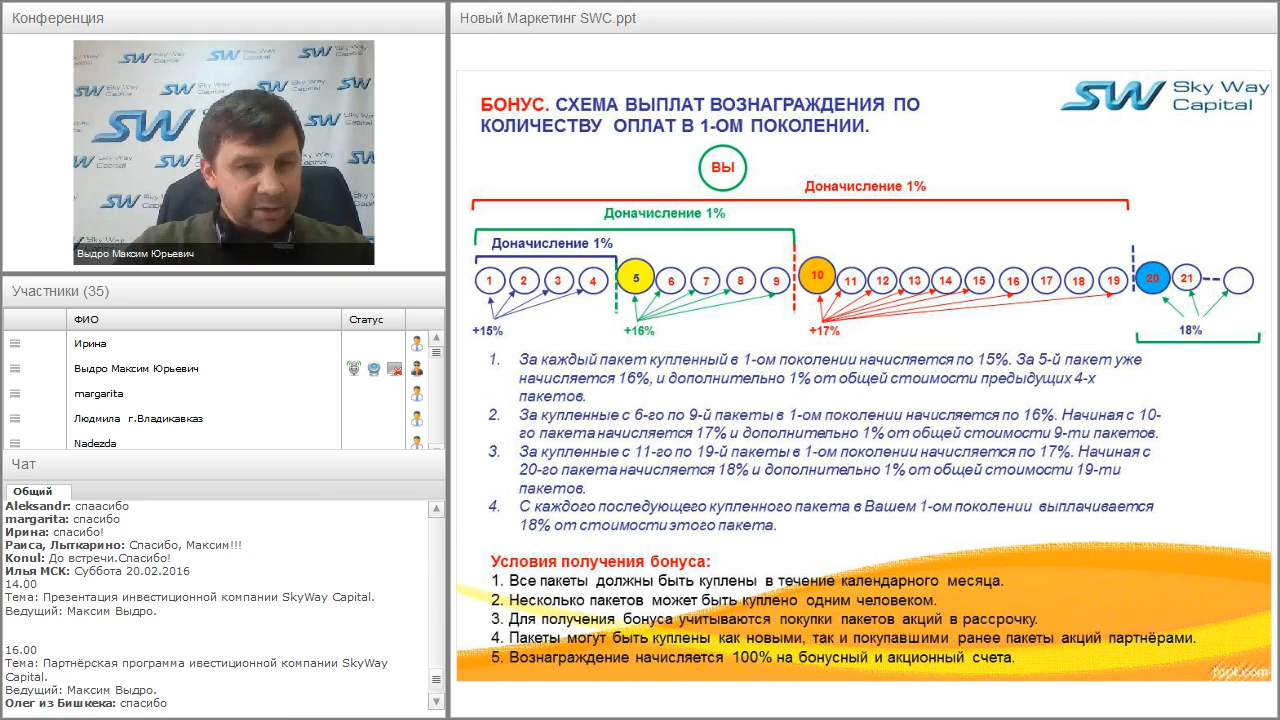 Конференция
Sky Way
Capital
Выдро Максим Юрьевич
Участники (35)
ФИО
Статус
Ирина
Выдро Максим Юрьевич
margarita
Людмила г.Владикавказ
Nadezda
Чат
Общий
Aleksandr: спаасибо
margarita: спасибо
Ирина: спасибо!
Раиса, Лыткарино: Спасибо, Максим!!!
Konul: До встречи.Спасибо!
Илья МСК: Суббота 20.02.2016
14.00
Тема: Презентация инвестиционной компании SkyWay Capital.
Ведущий: Максим Выдро.
16.00
Тема: Партнёрская программа ивестиционной компании SkyWay
Capital.
Ведущий: Максим Выдро.
Олег из Бишкека: спасибо
Новый Маркетинг SWC.ppt
БОНУС. СХЕМА ВЫПЛАТ ВОЗНАГРАЖДЕНИЯ ПО
КОЛИЧЕСТВУ ОПЛАТ В 1-ОМ ПОКОЛЕНИИ.
SW Sky Way
Capital
ВЫ
Доначисление 1%
Доначисление 1%
Доначисление 1%
1 2 3 4 5 6 7 8 9 10 11 12 13 14 15 16 17 18 19 20 21
+15% +16% +17% 18%
1. За каждый пакет купленный в 1-ом поколении начисляется по 15%. За 5-й пакет уже
начисляется 16%, и дополнительно 1% от общей стоимости предыдущих 4-х
пакетов.
2. За купленные с 6-го по 9-й пакеты в 1-ом поколении начисляется по 16%. Начиная с 10-
го пакета начисляется 17% и дополнительно 1% от общей стоимости 9-ти пакетов.
3. За купленные с 11-го по 19-й пакеты в 1-ом поколении начисляется по 17%. Начиная с
20-го пакета начисляется 18% и дополнительно 1% от общей стоимости 19-ти
пакетов.
4. С каждого последующего купленного пакета в Вашем 1-ом поколении выплачивается
18% от стоимости этого пакета.
Условия получения бонуса:
1. Все пакеты должны быть куплены в течение календарного месяца.
2. Несколько пакетов может быть куплено одним человеком.
3. Для получения бонуса учитываются покупки пакетов акций в рассрочку.
4. Пакеты могут быть куплены как новыми, так и покупавшими ранее пакеты акций партнёрами.
5. Вознаграждение начисляется 100% на бонусный и акционный счета.
fppt.com